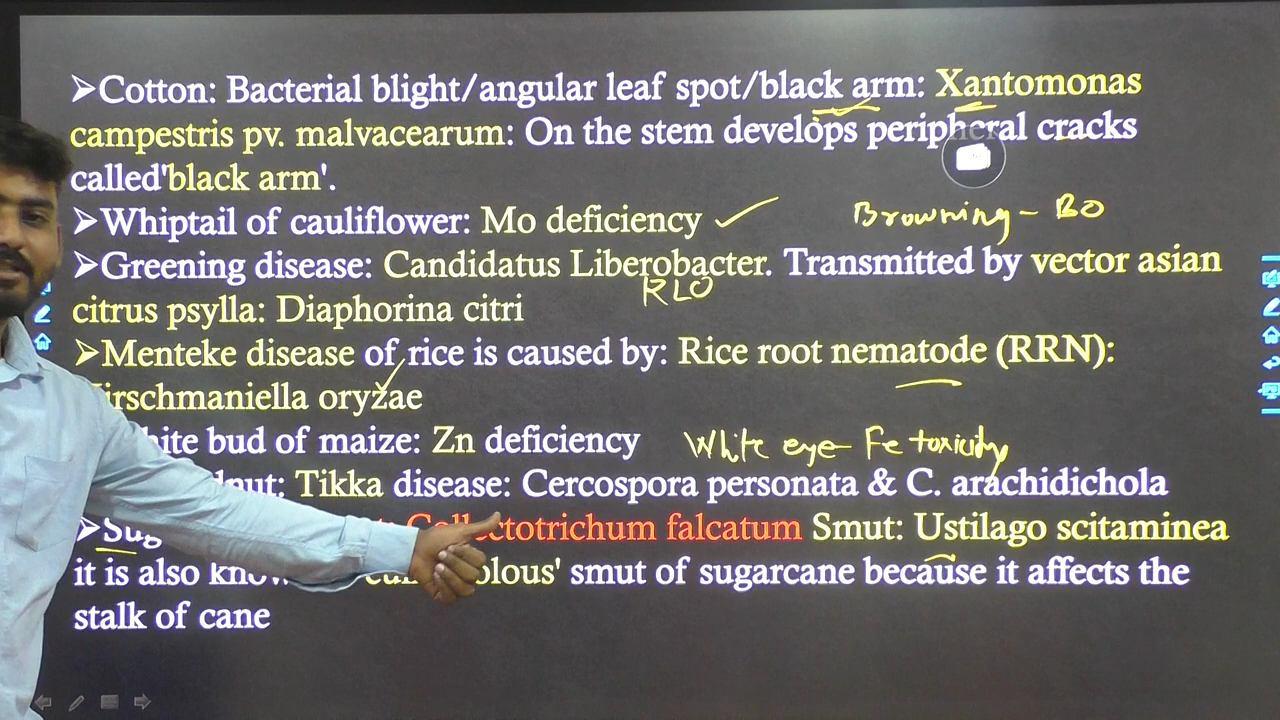 ➢Cotton: Bacterial blight/angular leaf spot/black arm: Xantomonas
campestris pv. malvacearum: On the stem develops peripheral cracks
called'black arm'.
➢Whiptail of cauliflower: Mo deficiency ✓ Browning - BO
➢Greening disease: Candidatus Liberobacter. Transmitted by vector asian
RLO
citrus psylla: Diaphorina citri
➢Menteke disease of rice is caused by: Rice root nematode (RRN):
irschmaniella oryzae
bud of maize: Zn deficiency White eye - Fe toxicity
Tikka disease: Cercospora personata & C. arachidichola
falcatum Smut: Ustilago scitaminea
it is also smut of sugarcane because it affects the
stalk of cane